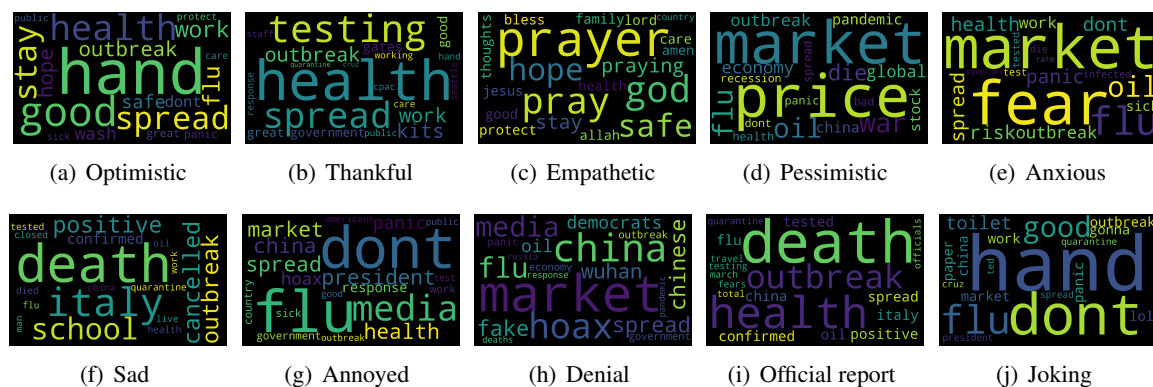 public protect
health work
stay hope outbreak care
hand
good safe dont flu
spread
wash great
sick panic
testing good
staff gates
outbreak working
quarantine cruz hand
health
response cpac seattle
spread care work
great government public kits
bless family lord country
prayer care
thoughts amen
hope praying
jesus health god
good pray
stay safe
protect allah
outbreak pandemic
market
economy spread die global
recession
price stock
flu panic bad
dont oil china war
health
health work dont
tested die
market rate
symptom test panic infected oil
spread fear sick
risk outbreak flu
(a) Optimistic
(b) Thankful
(c) Empathetic
(d) Pessimistic
(e) Anxious
tested positive
closed confirmed oil cancelled
death work outbreak
china quarantine
died italy
flu live
man school health
americans panic public
market dont
china
spread president
hoax response test
country flu good work
sick media
government outbreak health
media democrats
panic oil china outbreak chinese
russia
flu economy wuhan
response
market pandemic
fake hoax spread
deaths government
quarantine tested
flu death officials
travel
testing outbreak
march
fears health
total china spread
italy
confirmed oil positive
toilet good outbreak
gonna
work quarantine
paper china ted hand panic
cruz
market spread
flu dont lol
president
(f) Sad
(g) Annoyed
(h) Denial
(i) Official report
(j) Joking